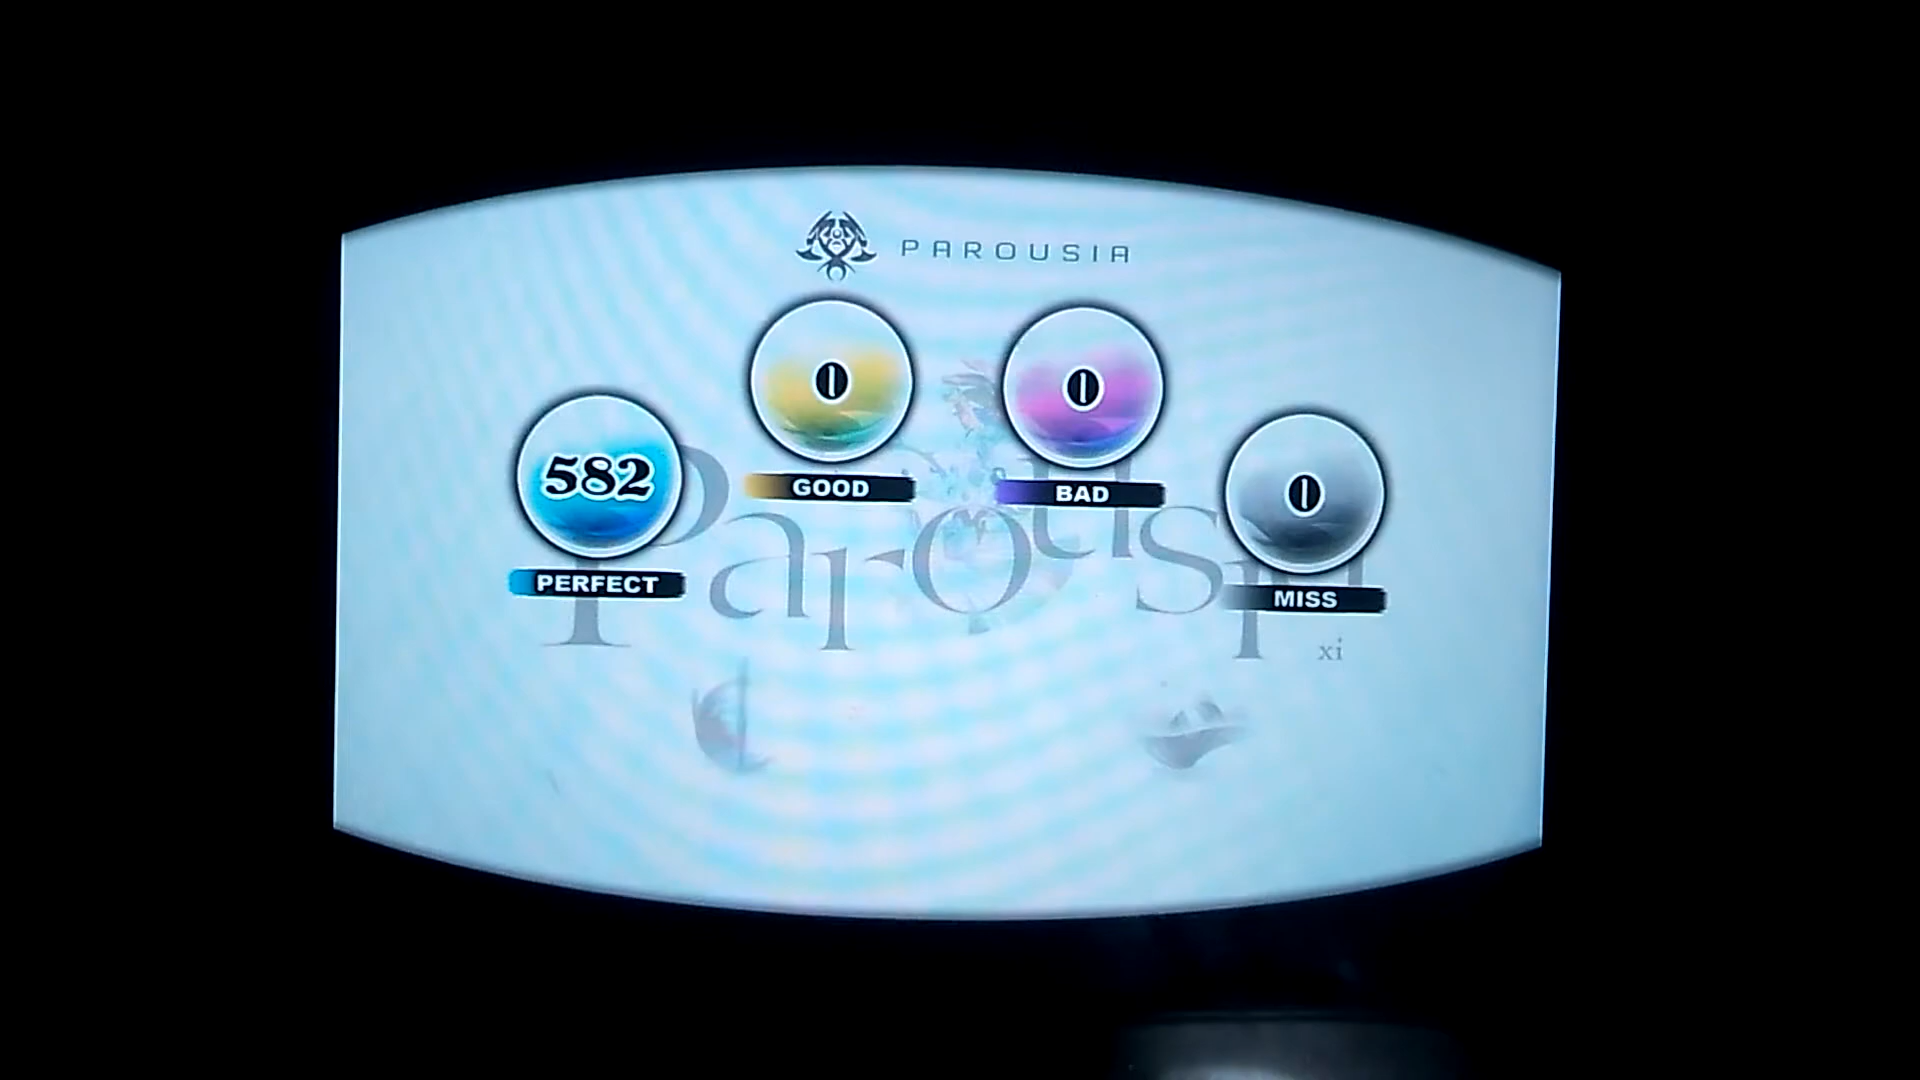 PAROUSIA
0
0
582
0
GOOD
BAD
PERFECT
MISS
Parousia
xi